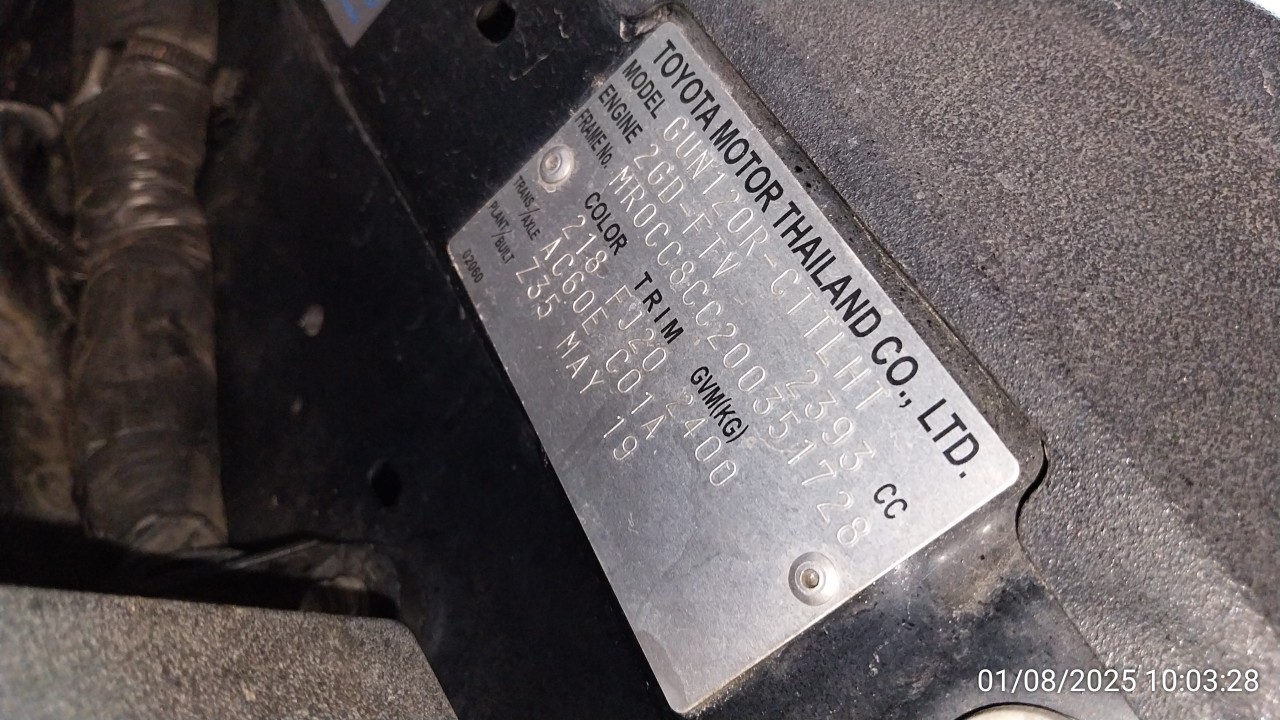 TOYOTA MOTOR THAILAND CO., LTD.
MODEL GUN120R-CTTLHT
ENGINE 2GD-FTV 2393 CC
FRAME No. MR0CC8CC200351728
COLOR TRIM GVM(KG)
218 FJ20 2400
TRANS/AXLE AC60E C01A
PLANT/BUILT Z35 MAY 19
02960
01/08/2025 10:03:28